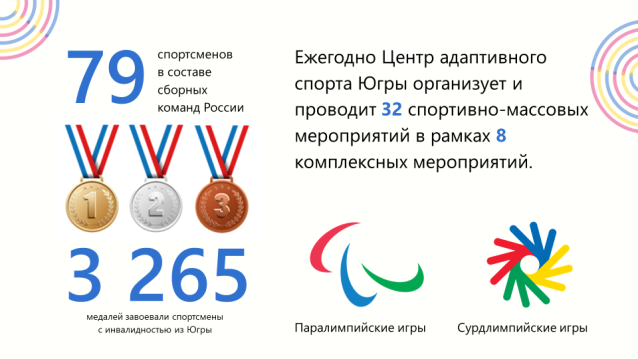 79
спортсменов
в составе
сборных
команд России
1
2
3
3 265
медалей завоевали спортсмены
с инвалидностью из Югры
Ежегодно Центр адаптивного
спорта Югры организует и
проводит 32 спортивно-массовых
мероприятий в рамках 8
комплексных мероприятий.
Паралимпийские игры
Сурдлимпийские игры